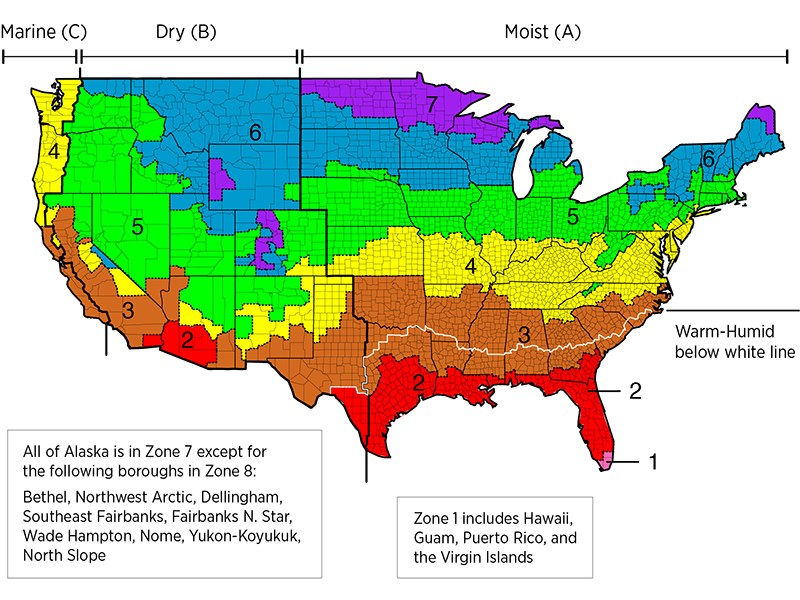 Marine (C)
Dry (B)
Moist (A)
7
6
6
6
4
5
5
4
3
3
2
2
Warm-Humid
below white line
2
1
All of Alaska is in Zone 7 except for
the following boroughs in Zone 8:
Bethel, Northwest Arctic, Dellingham,
Southeast Fairbanks, Fairbanks N. Star,
Wade Hampton, Nome, Yukon-Koyukuk,
North Slope
Zone 1 includes Hawaii,
Guam, Puerto Rico, and
the Virgin Islands